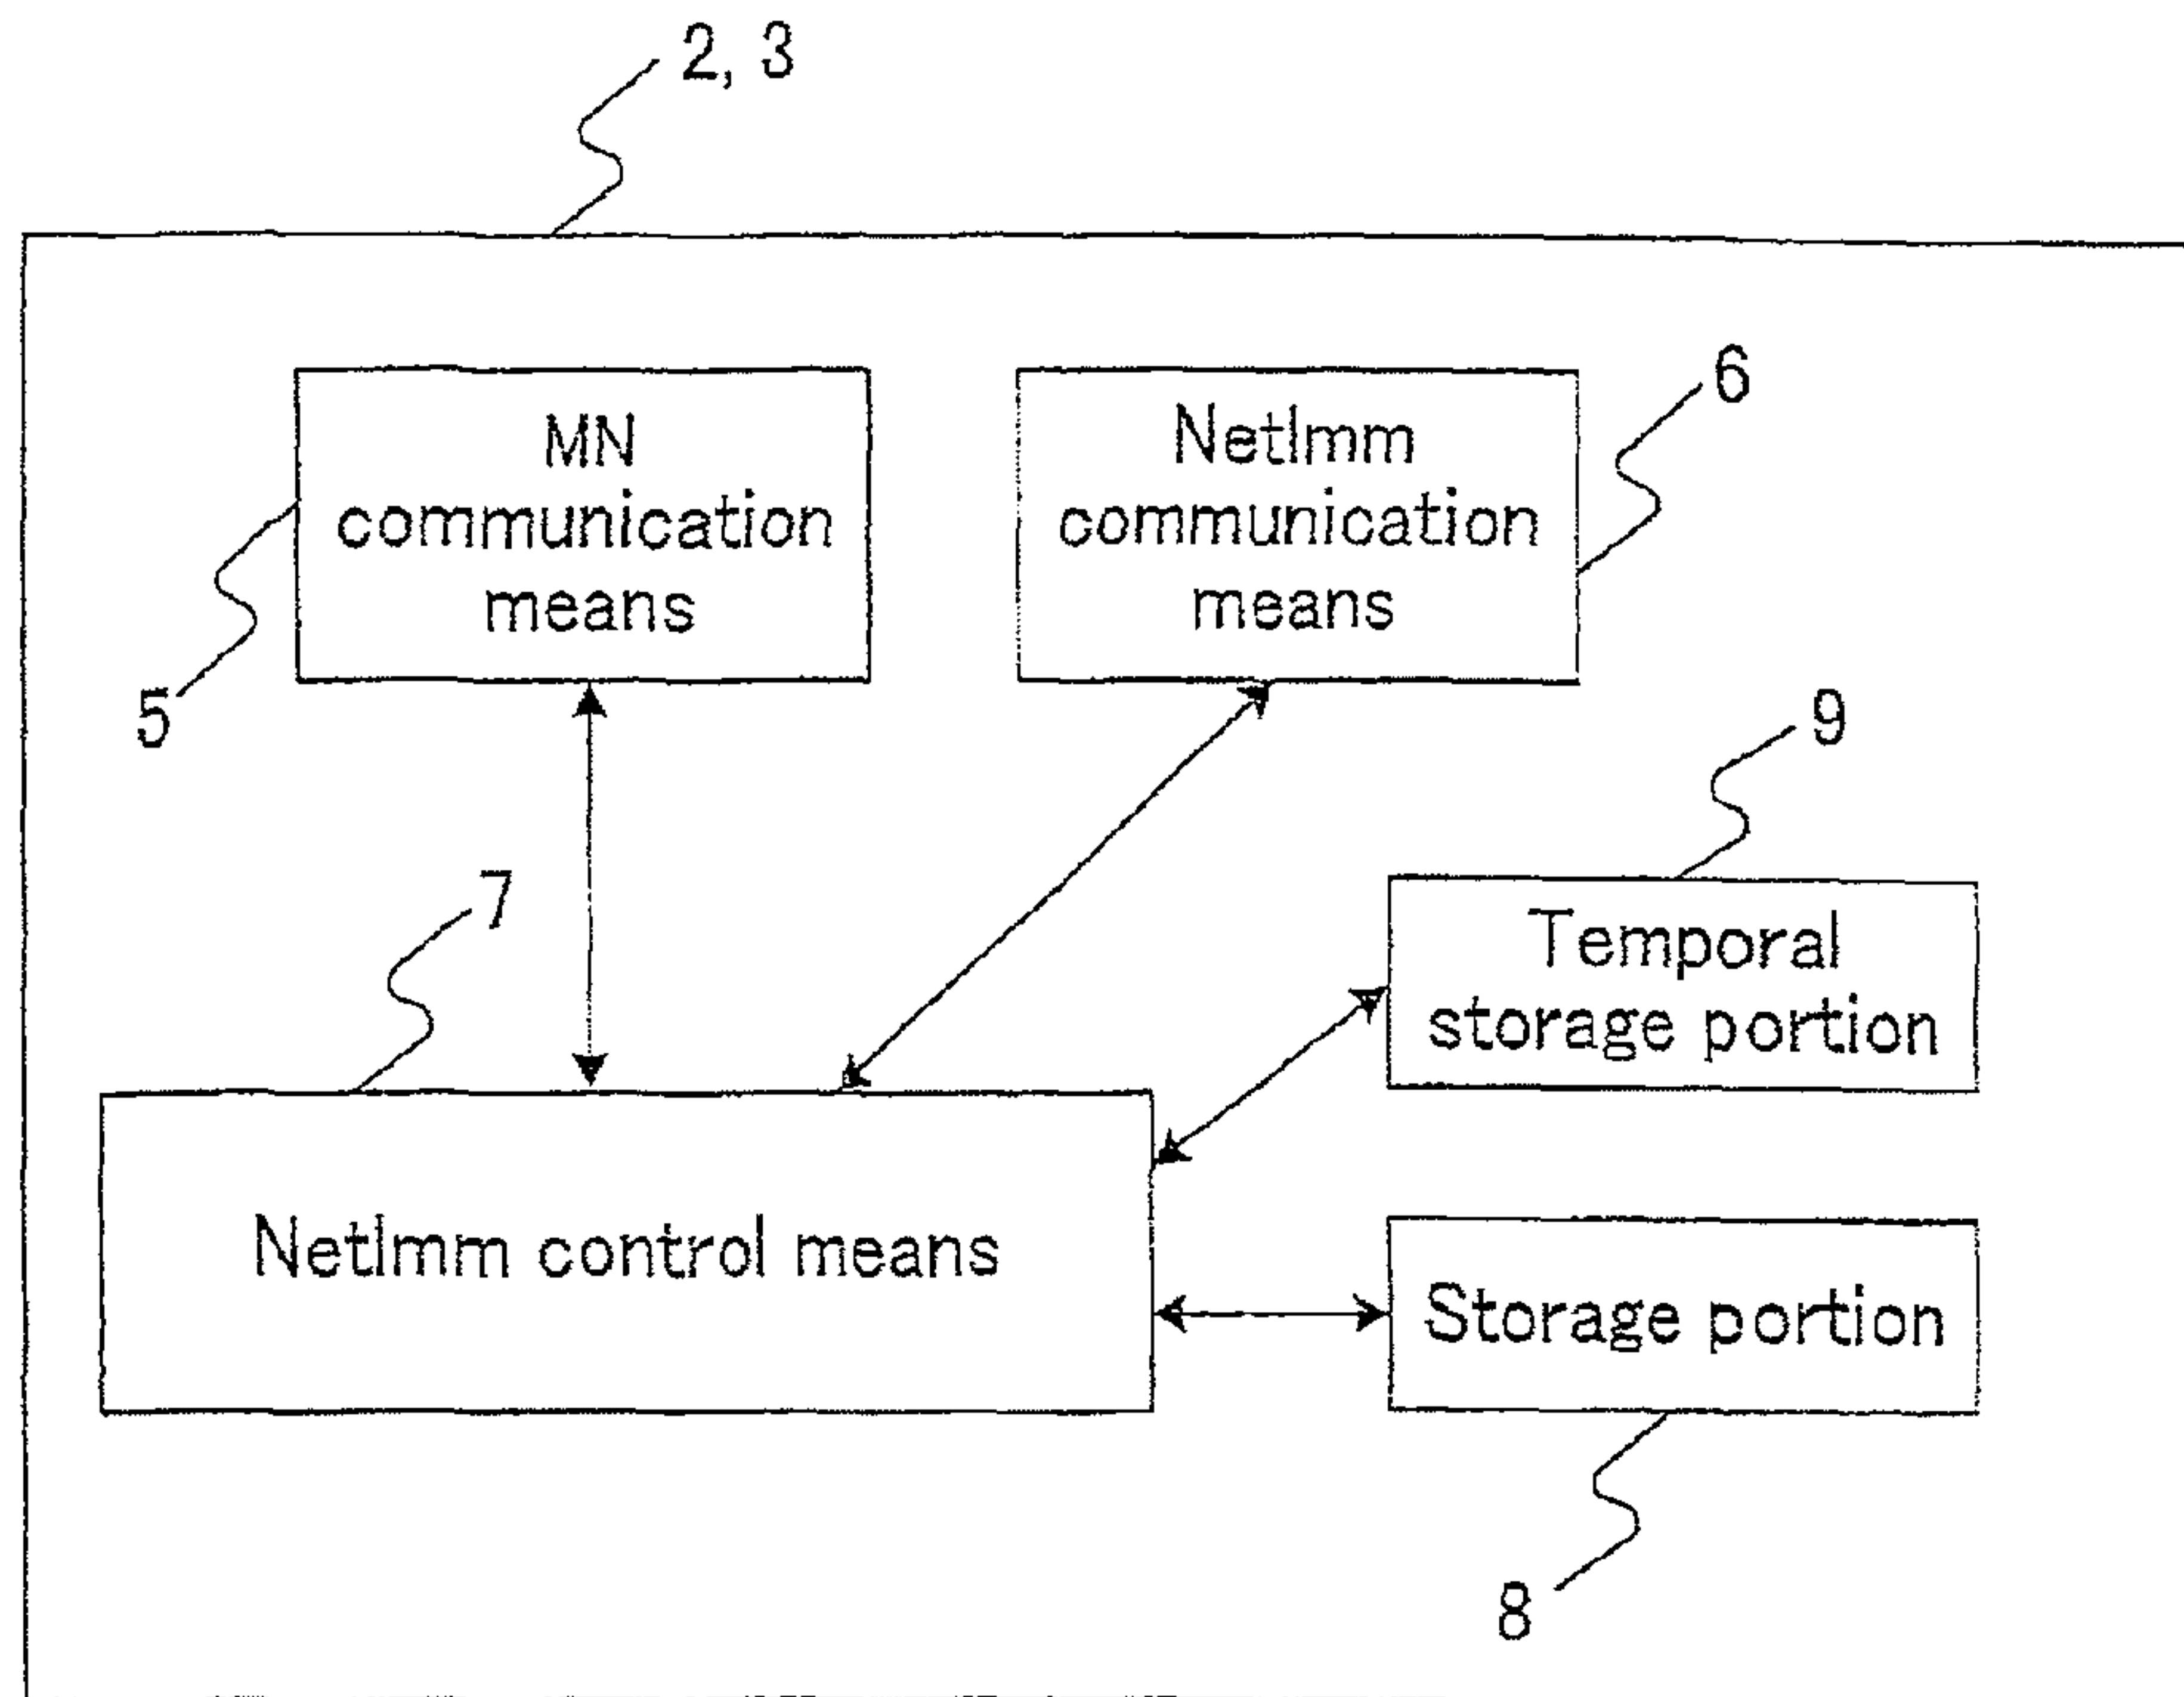 2, 3
MN
communication
means
5
NetImm
communication
means
6
9
Temporal
storage portion
7
NetImm control means
Storage portion
8